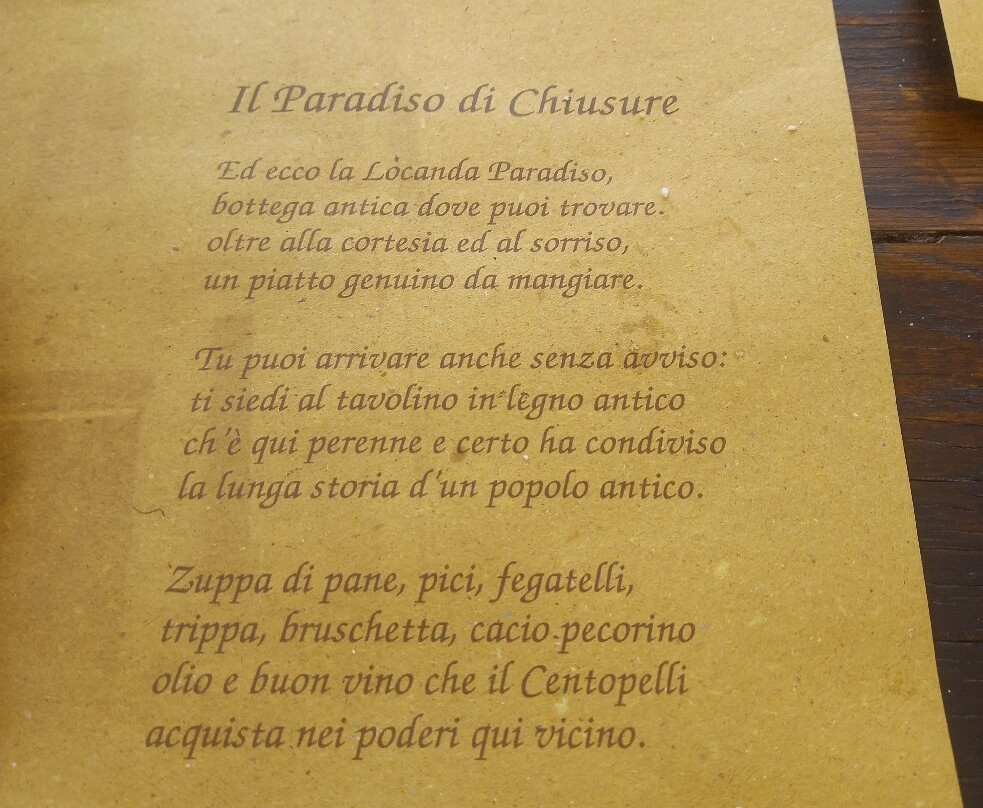 Il Paradiso di Chiusure
Ed ecco la Locanda Paradiso,
bottega antica dove puoi trovare.
oltre alla cortesia ed al sorriso,
un piatto genuino da mangiare.
Tu puoi arrivare anche senza avviso:
ti siedi al tavolino in legno antico
ch'è qui perenne e certo ha condiviso
la lunga storia d'un popolo antico.
Zuppa di pane, pici, fegatelli,
trippa, bruschetta, cacio pecorino
olio e buon vino che il Centopelli
acquista nei poderi qui vicino.